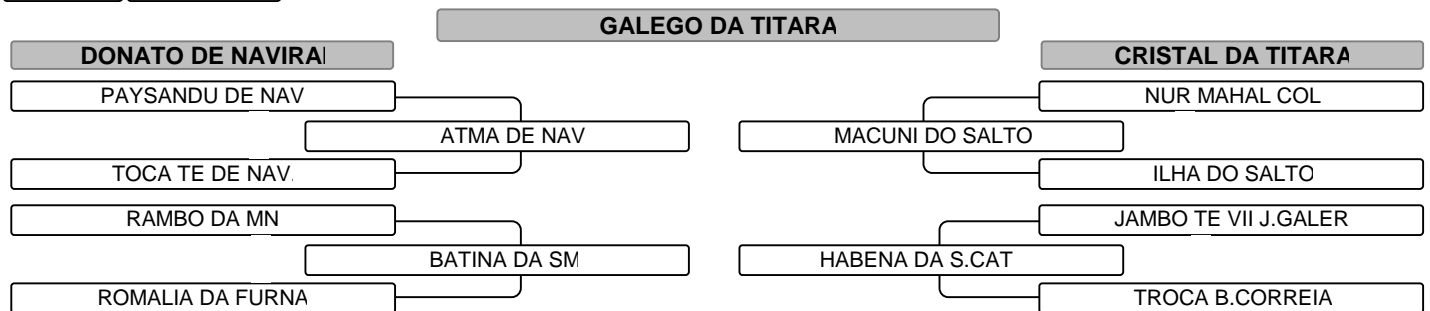 GALEGO DA TITARA
DONATO DE NAVIRAI
CRISTAL DA TITARA
PAYSANDU DE NAV
NUR MAHAL COL
ATMA DE NAV
MACUNI DO SALTO
TOCA TE DE NAV.
ILHA DO SALTO
RAMBO DA MN
JAMBO TE VII J.GALER
BATINA DA SM
HABENA DA S.CAT
ROMALIA DA FURNA
TROCA B.CORREIA